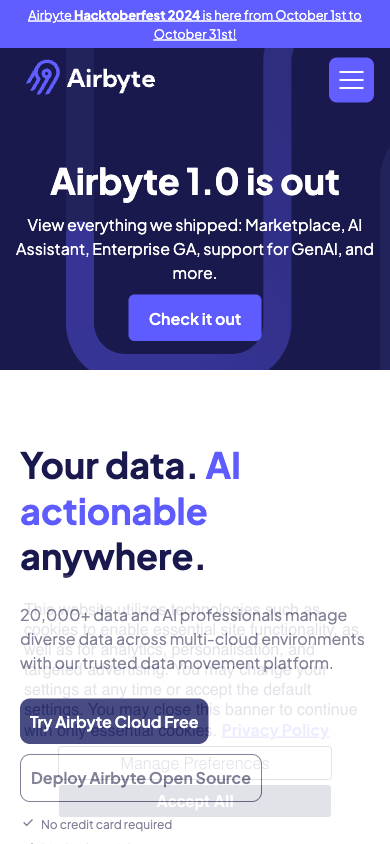 Airbyte Hacktoberfest 2024 is here from October 1st to
October 31st!
Airbyte
Airbyte 1.0 is out
View everything we shipped: Marketplace, AI
Assistant, Enterprise GA, support for GenAI, and
more.
Check it out
Your data. AI
actionable
anywhere.
This website utilizes technologies such as
cookies to enable essential site functionality, as
well as for analytics, personalisation, and
targeted advertising. You may change your
settings at any time or accept the default
settings. You may close this banner to continue
with only essential cookies. Privacy Policy
20,000+ data and AI professionals manage
diverse data across multi-cloud environments
with our trusted data movement platform.
Try Airbyte Cloud Free
Manage Preferences
Deploy Airbyte Open Source
Accept All
No credit card required